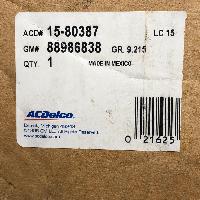 ACD# 15-80387 LC 15
GM# 88986838 GR. 9.215
QTY. 1 MADE IN MEXICO
ACDelco
0 21625